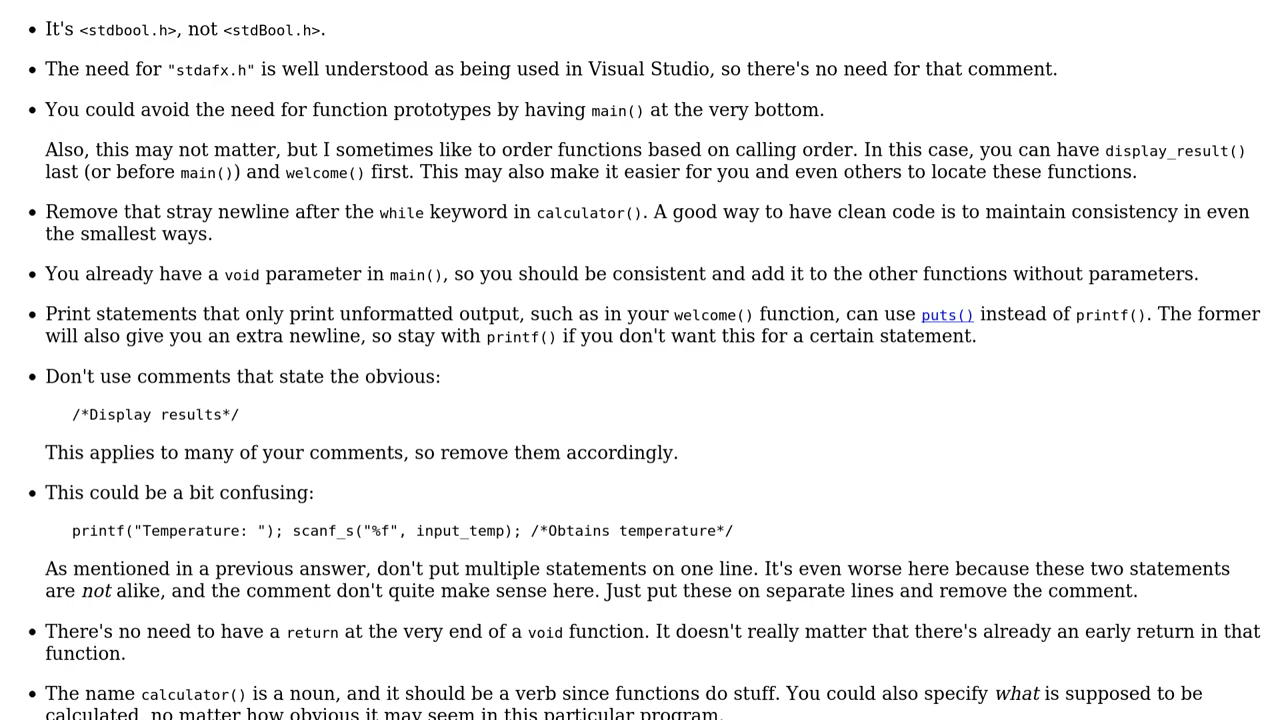 • It's <stdbool.h>, not <stdBool.h>.
• The need for "stdafx.h" is well understood as being used in Visual Studio, so there's no need for that comment.
• You could avoid the need for function prototypes by having main() at the very bottom.
Also, this may not matter, but I sometimes like to order functions based on calling order. In this case, you can have display_result()
last (or before main()) and welcome() first. This may also make it easier for you and even others to locate these functions.
• Remove that stray newline after the while keyword in calculator(). A good way to have clean code is to maintain consistency in even
the smallest ways.
• You already have a void parameter in main(), so you should be consistent and add it to the other functions without parameters.
• Print statements that only print unformatted output, such as in your welcome() function, can use puts() instead of printf(). The former
will also give you an extra newline, so stay with printf() if you don't want this for a certain statement.
• Don't use comments that state the obvious:
/*Display results*/
This applies to many of your comments, so remove them accordingly.
• This could be a bit confusing:
printf("Temperature: "); scanf_s("%f", input_temp); /*Obtains temperature*/
As mentioned in a previous answer, don't put multiple statements on one line. It's even worse here because these two statements
are not alike, and the comment don't quite make sense here. Just put these on separate lines and remove the comment.
• There's no need to have a return at the very end of a void function. It doesn't really matter that there's already an early return in that
function.
• The name calculator() is a noun, and it should be a verb since functions do stuff. You could also specify what is supposed to be
calculated, no matter how obvious it may seem in this particular program.